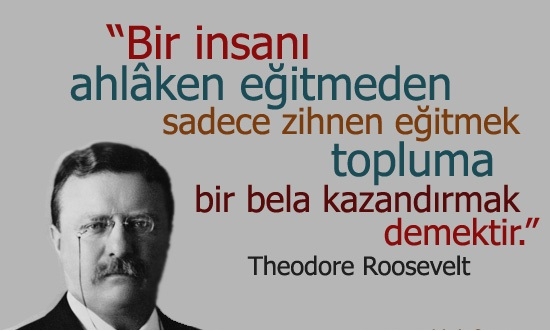 “Bir insanı
ahlâken eğitmeden
sadece zihnen eğitmek
topluma
bir bela kazandırmak
demektir.”
Theodore Roosevelt